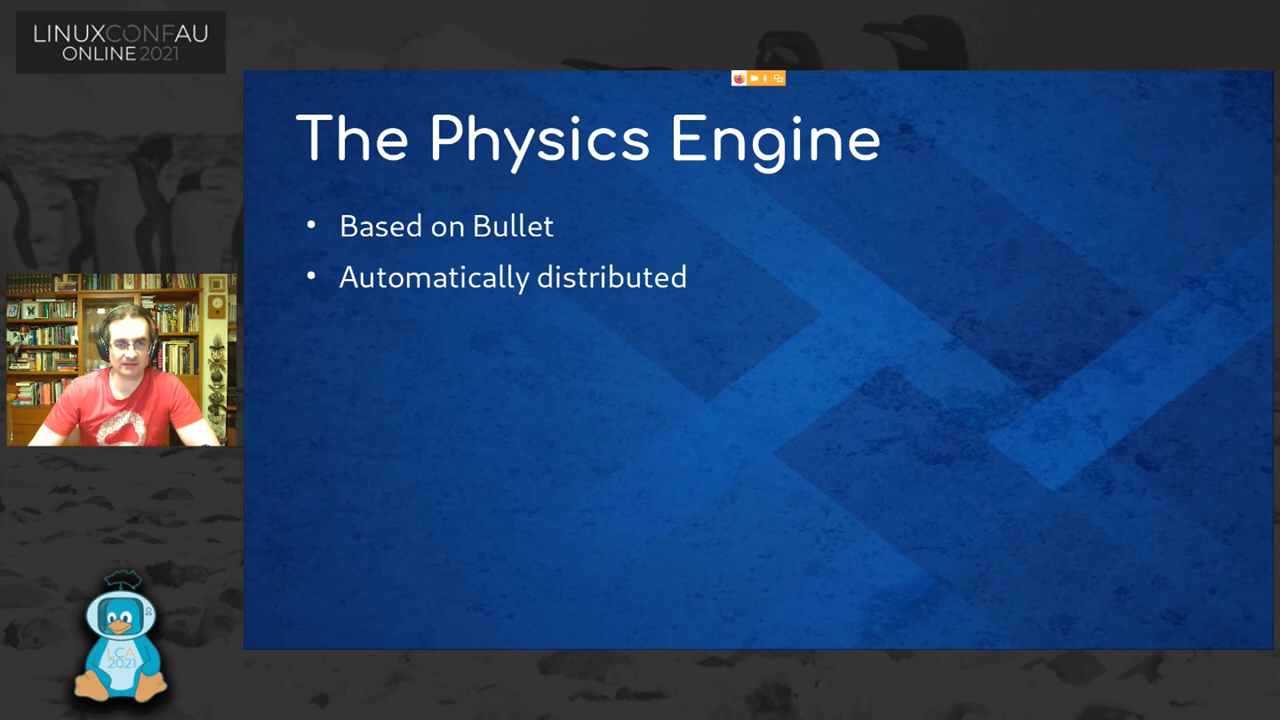 LINUXCONFAU
ONLINE 2021
The Physics Engine
• Based on Bullet
• Automatically distributed
LCA
2021